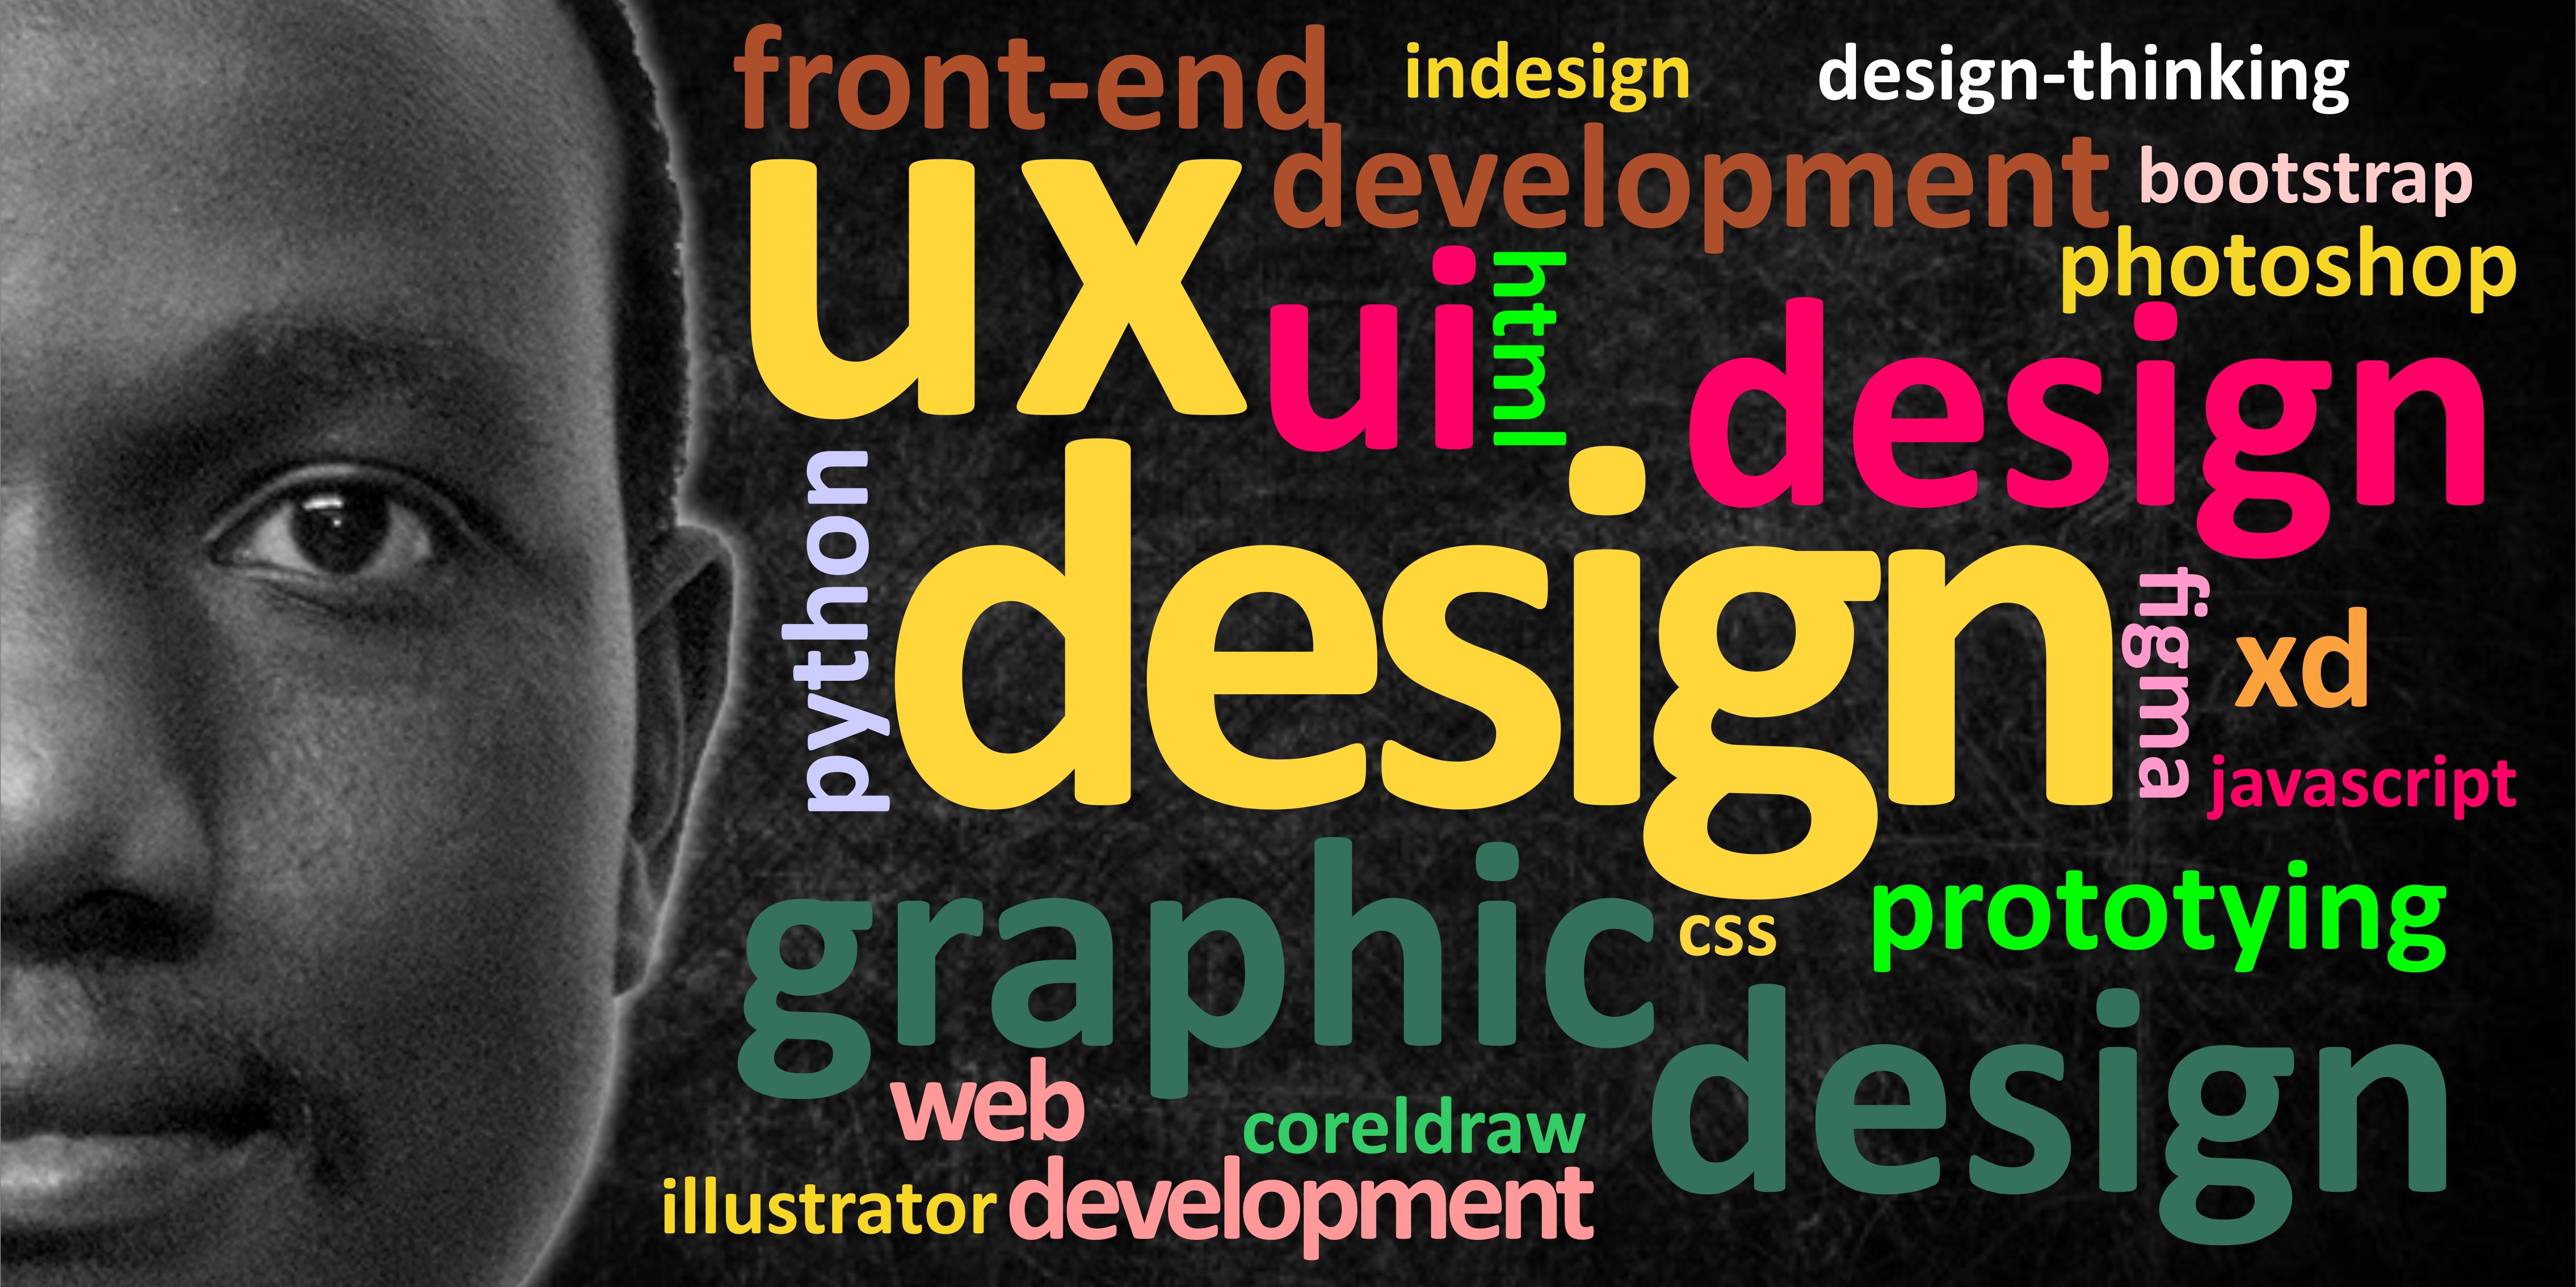 front-end
indesign
design-thinking
development
bootstrap
ux
photoshop
ui
html
design
python
design
figma
xd
javascript
graphic
css
prototying
design
web
coreldraw
illustrator
development